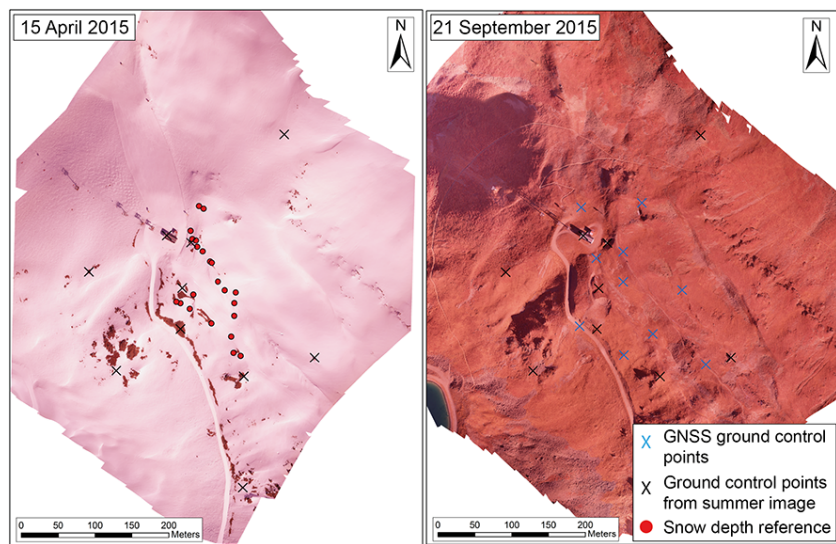 15 April 2015
N
21 September 2015
N
GNSS ground control
points
Ground control points
from summer image
Snow depth reference
0 50 100 150 200
Meters
0 50 100 150 200
Meters